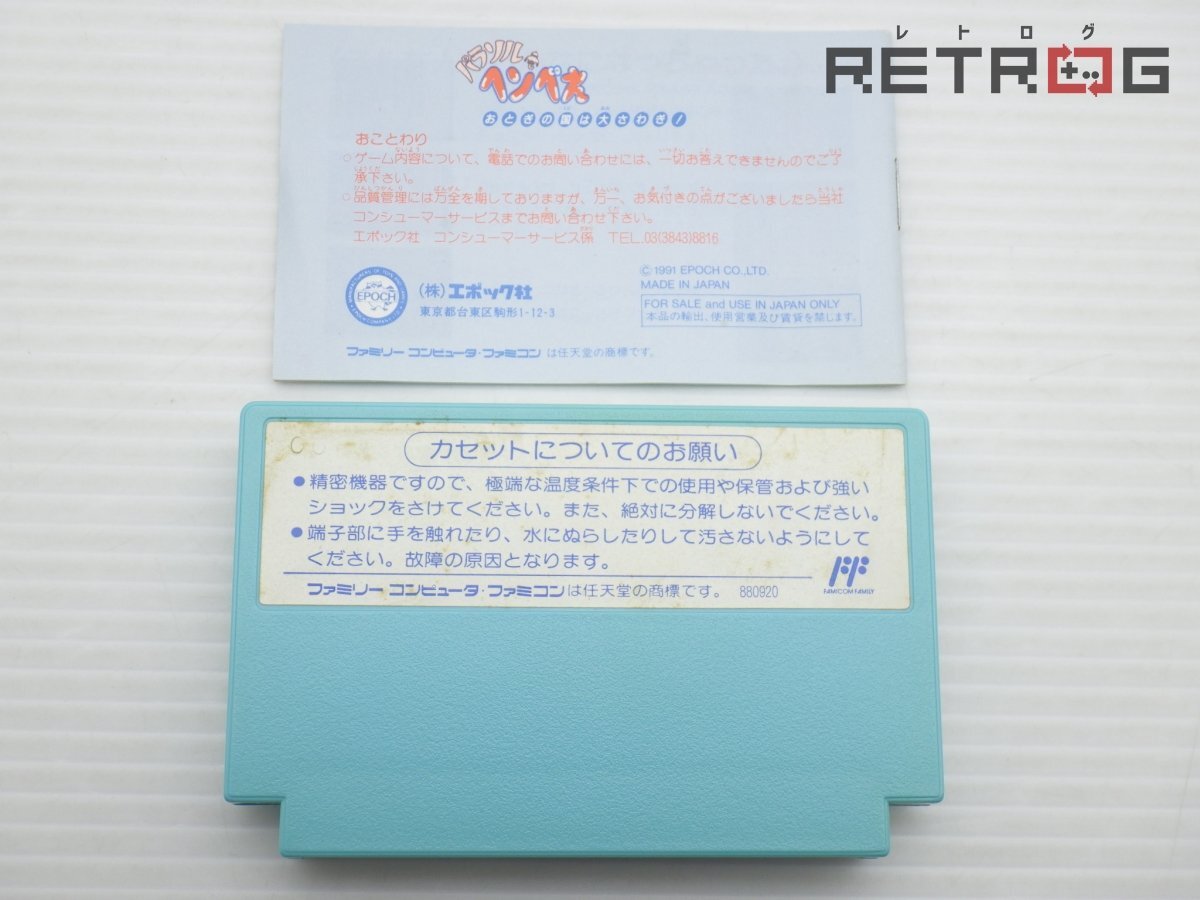 レトログ
RETROG
パラソルヘンべえ
おとぎの国は大さわぎ!
おことわり
○ゲーム内容について、電話でのお問い合わせには、一切お答えできませんのでご了
承下さい。
○品質管理には万全を期しておりますが、万一、お気付きの点がございましたら当社
コンシューマーサービスまでお問い合わせ下さい。
エポック社 コンシューマーサービス係 TEL.03(3843)8816
EPOCH
(株)エポック社
東京都台東区駒形1-12-3
© 1991 EPOCH CO.,LTD.
MADE IN JAPAN
FOR SALE and USE IN JAPAN ONLY
本品の輸出、使用営業及び賃貸を禁じます。
ファミリーコンピュータ・ファミコンは任天堂の商標です。
カセットについてのお願い
●精密機器ですので、極端な温度条件下での使用や保管および強い
ショックをさけてください。また、絶対に分解しないでください。
●端子部に手を触れたり、水にぬらしたりして汚さないようにして
ください。故障の原因となります。
ファミリーコンピュータ・ファミコンは任天堂の商標です。 880920
FAMICOM FAMILY